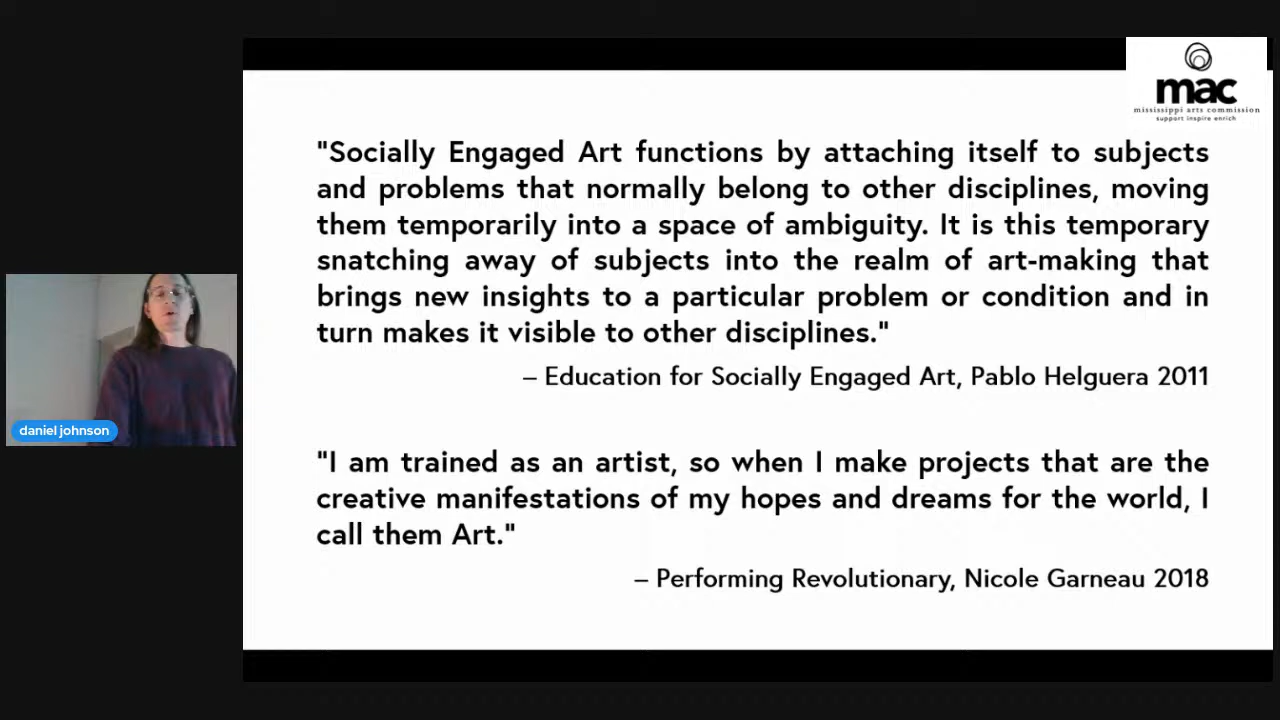 mac
mississippi arts commission
support inspire enrich
"Socially Engaged Art functions by attaching itself to subjects
and problems that normally belong to other disciplines, moving
them temporarily into a space of ambiguity. It is this temporary
snatching away of subjects into the realm of art-making that
brings new insights to a particular problem or condition and in
turn makes it visible to other disciplines."
– Education for Socially Engaged Art, Pablo Helguera 2011
"I am trained as an artist, so when I make projects that are the
creative manifestations of my hopes and dreams for the world, I
call them Art."
– Performing Revolutionary, Nicole Garneau 2018
daniel johnson